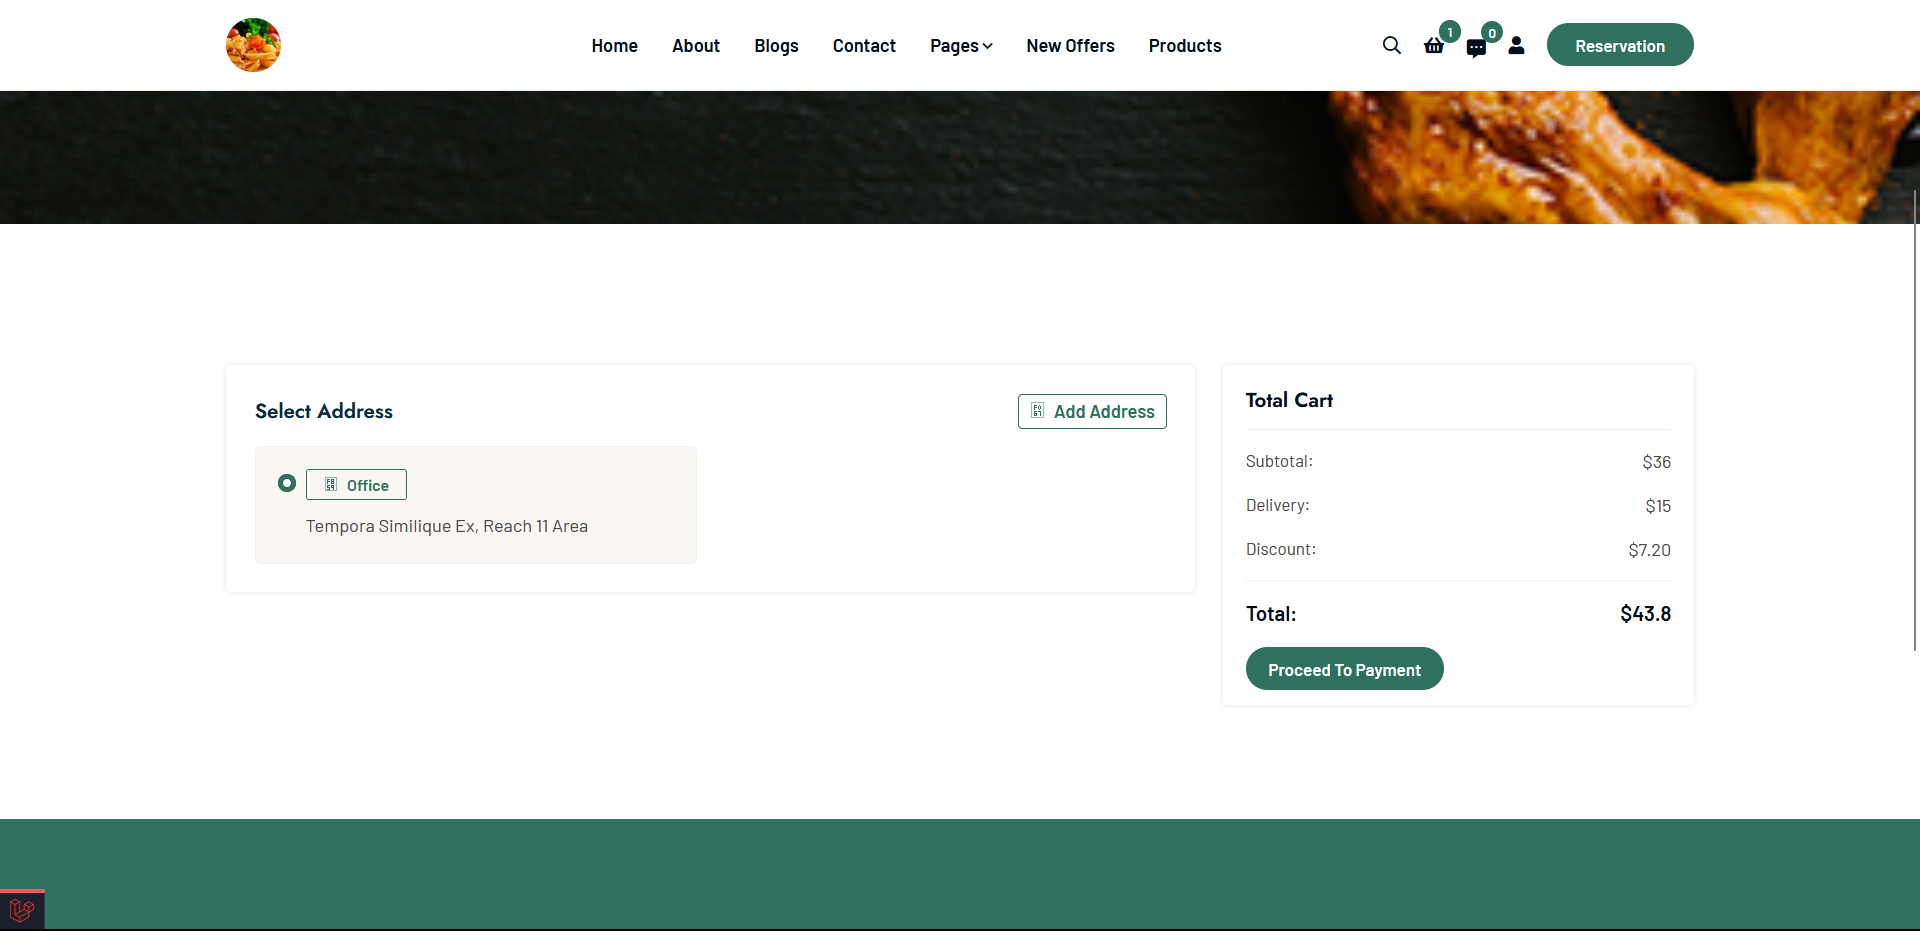 Home About Blogs Contact Pages New Offers Products 1 0 Reservation
Select Address
Add Address
Office
Tempora Similique Ex, Reach 11 Area
Total Cart
Subtotal: $36
Delivery: $15
Discount: $7.20
Total: $43.8
Proceed To Payment